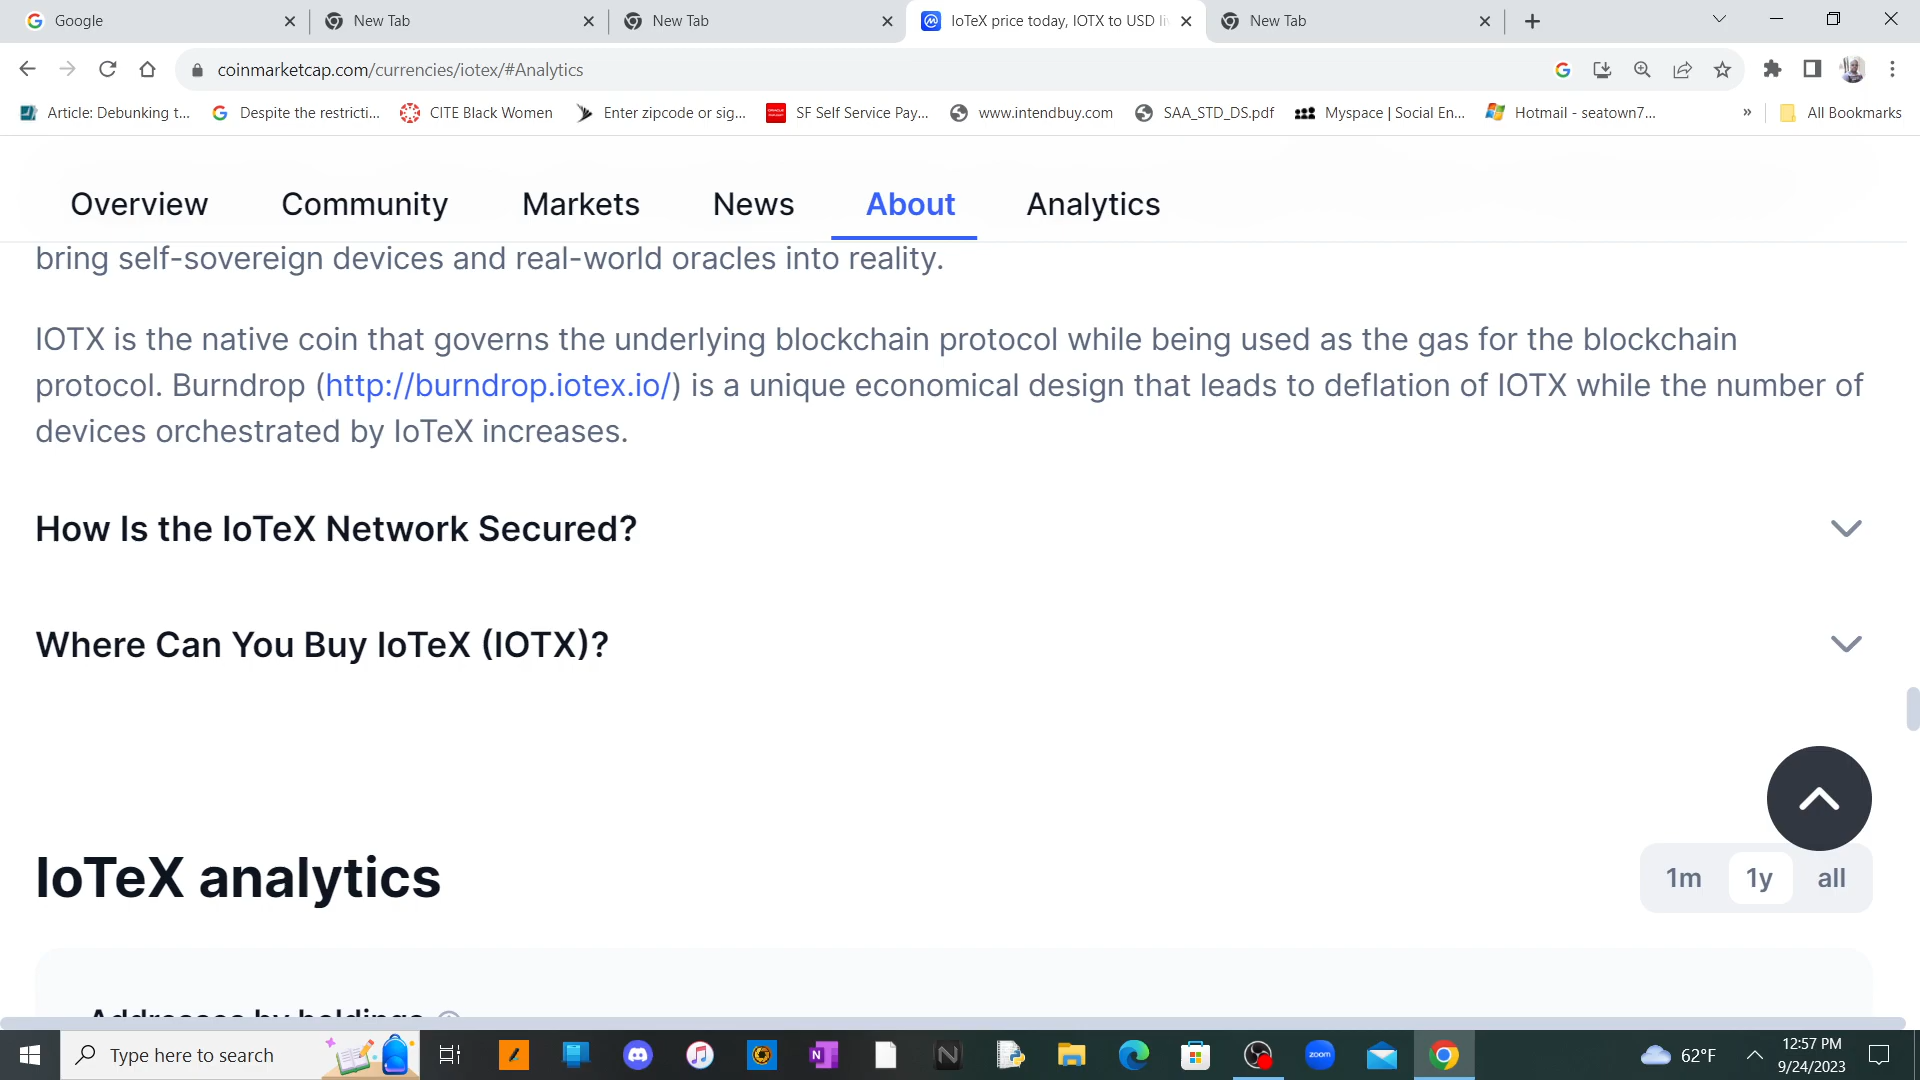 Google
New Tab
New Tab
IoTeX price today, IOTX to USD li
New Tab
coinmarketcap.com/currencies/iotex/#Analytics
Article: Debunking t...
Despite the restricti...
CITE Black Women
Enter zipcode or sig...
SF Self Service Pay...
www.intendbuy.com
SAA_STD_DS.pdf
Myspace | Social En...
Hotmail - seatown7...
»
All Bookmarks
Overview
Community
Markets
News
About
Analytics
bring self-sovereign devices and real-world oracles into reality.
IOTX is the native coin that governs the underlying blockchain protocol while being used as the gas for the blockchain
protocol. Burndrop (http://burndrop.iotex.io/) is a unique economical design that leads to deflation of IOTX while the number of
devices orchestrated by IoTeX increases.
How Is the IoTeX Network Secured?
Where Can You Buy IoTeX (IOTX)?
IoTeX analytics
1m
1y
all
Addresses by holdings
Type here to search
zoom
62°F
12:57 PM
9/24/2023